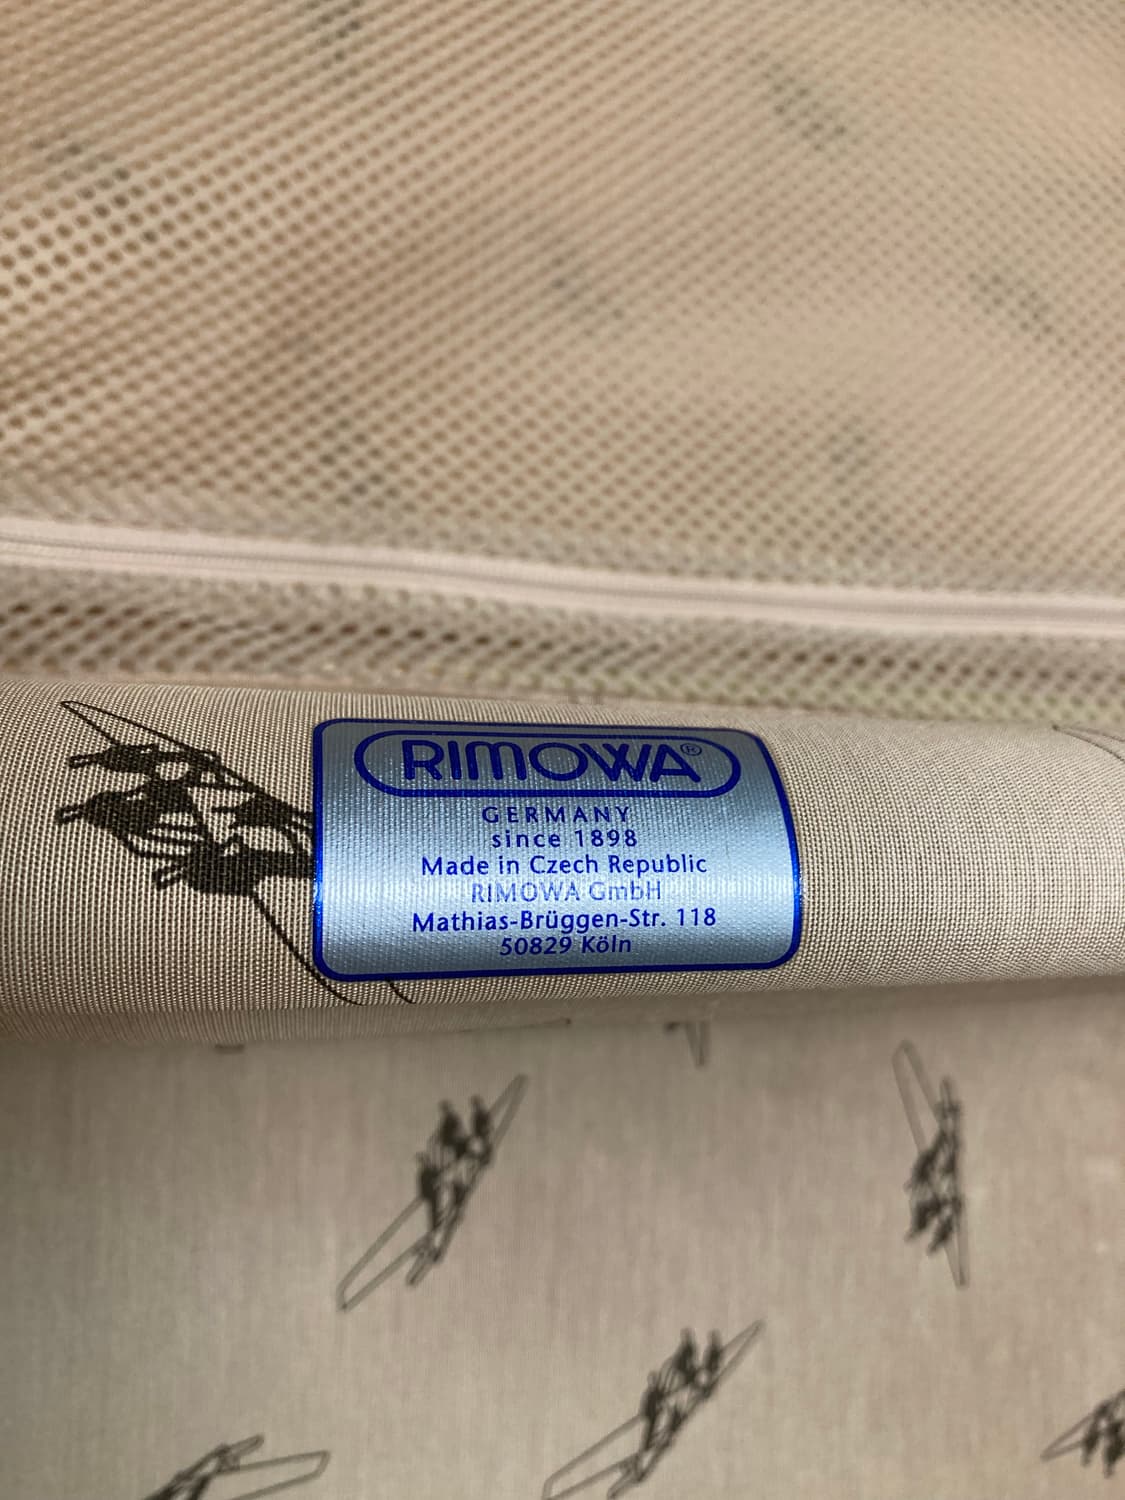 RIMOWA®
GERMANY
since 1898
Made in Czech Republic
RIMOWA GmbH
Mathias-Brüggen-Str. 118
50829 Köln